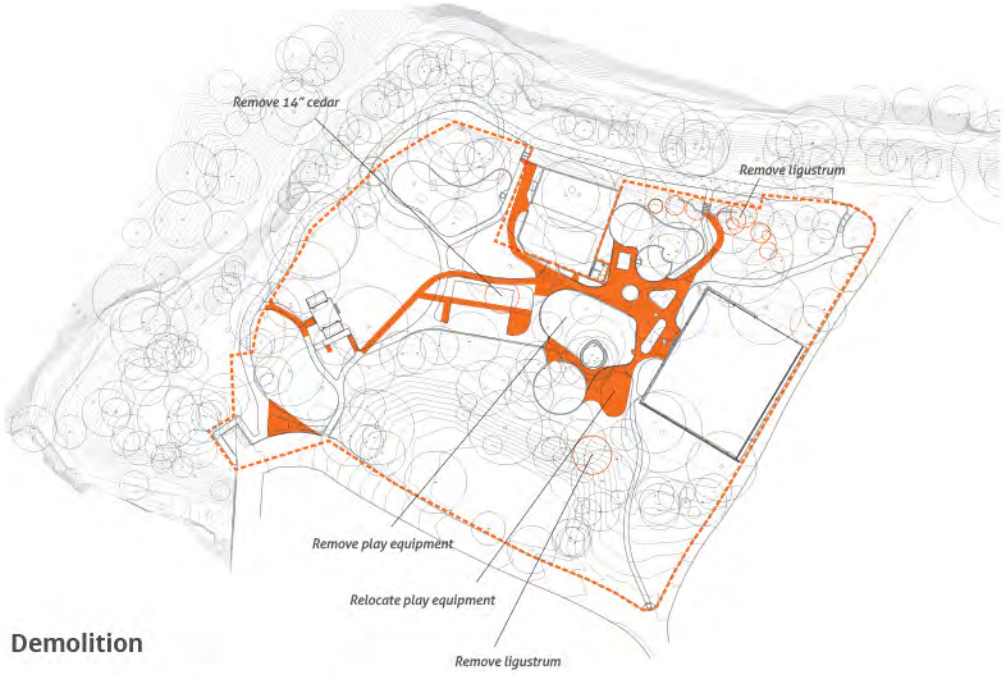 Remove 14" cedar
Remove ligustrum
Remove play equipment
Relocate play equipment
Demolition
Remove ligustrum